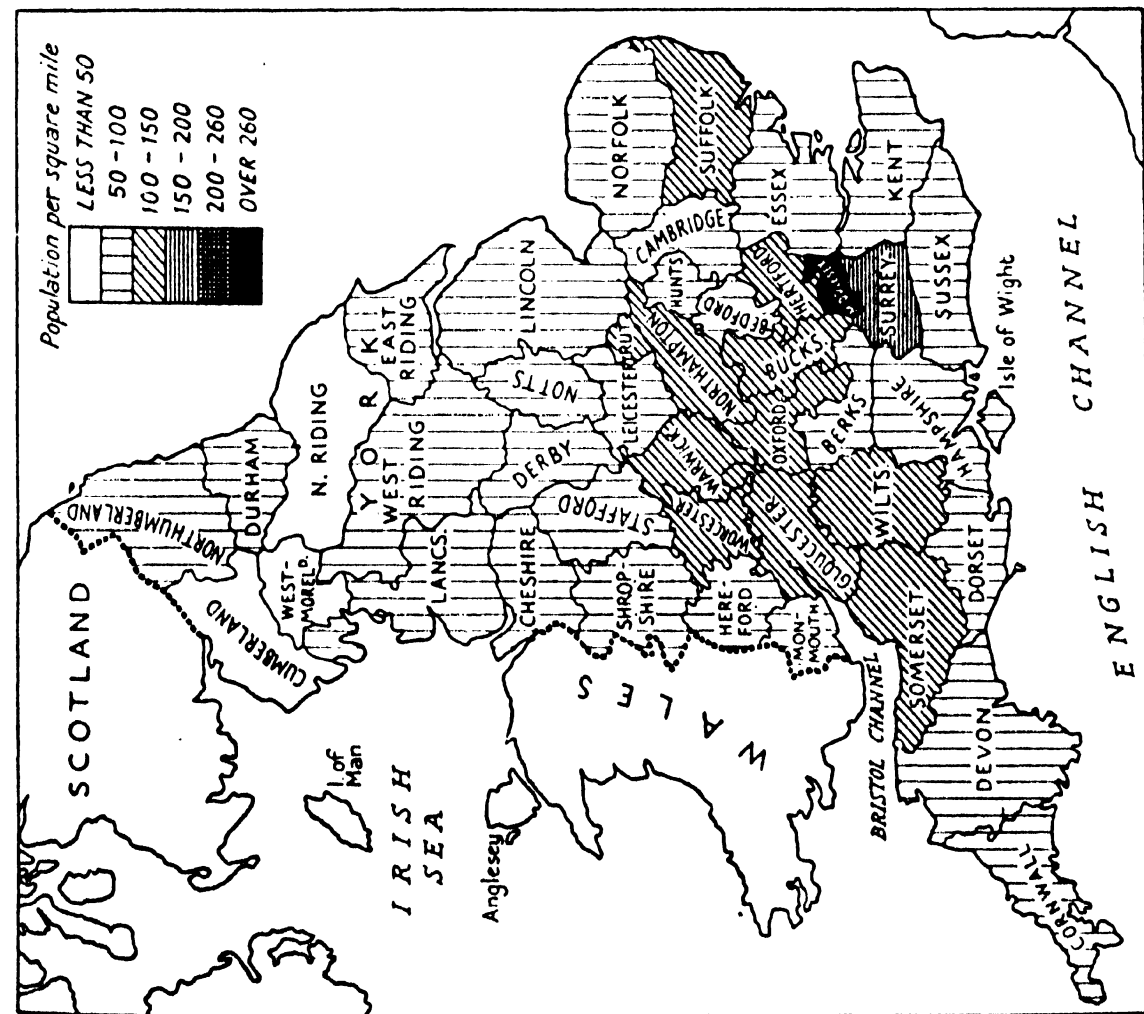 Population per square mile
LESS THAN 50
50-100
100-150
150-200
200-260
OVER 260
SCOTLAND
NORTHUMBERLAND
DURHAM
CUMBERLAND
WEST-
MORELD.
N. RIDING
YORK
WEST
RIDING
EAST
RIDING
LANCS.
I. of
Man
IRISH
SEA
Anglesey
WALES
CHESHIRE
DERBY
NOTTS
LINCOLN
STAFFORD
SHROP-
SHIRE
LEICESTER
RUT
NORFOLK
SUFFOLK
CAMBRIDGE
HUNTS
NORTHAMPTON
BEDFORD
WARWICK
WORCESTER
HERE-
FORD
MON-
MOUTH
GLOUCESTER
OXFORD
BUCKS
HERTFORD
ESSEX
BERKS
WILTS
SURREY
KENT
SUSSEX
HAMPSHIRE
Isle of Wight
DORSET
SOMERSET
DEVON
CORNWALL
BRISTOL CHANNEL
ENGLISH CHANNEL